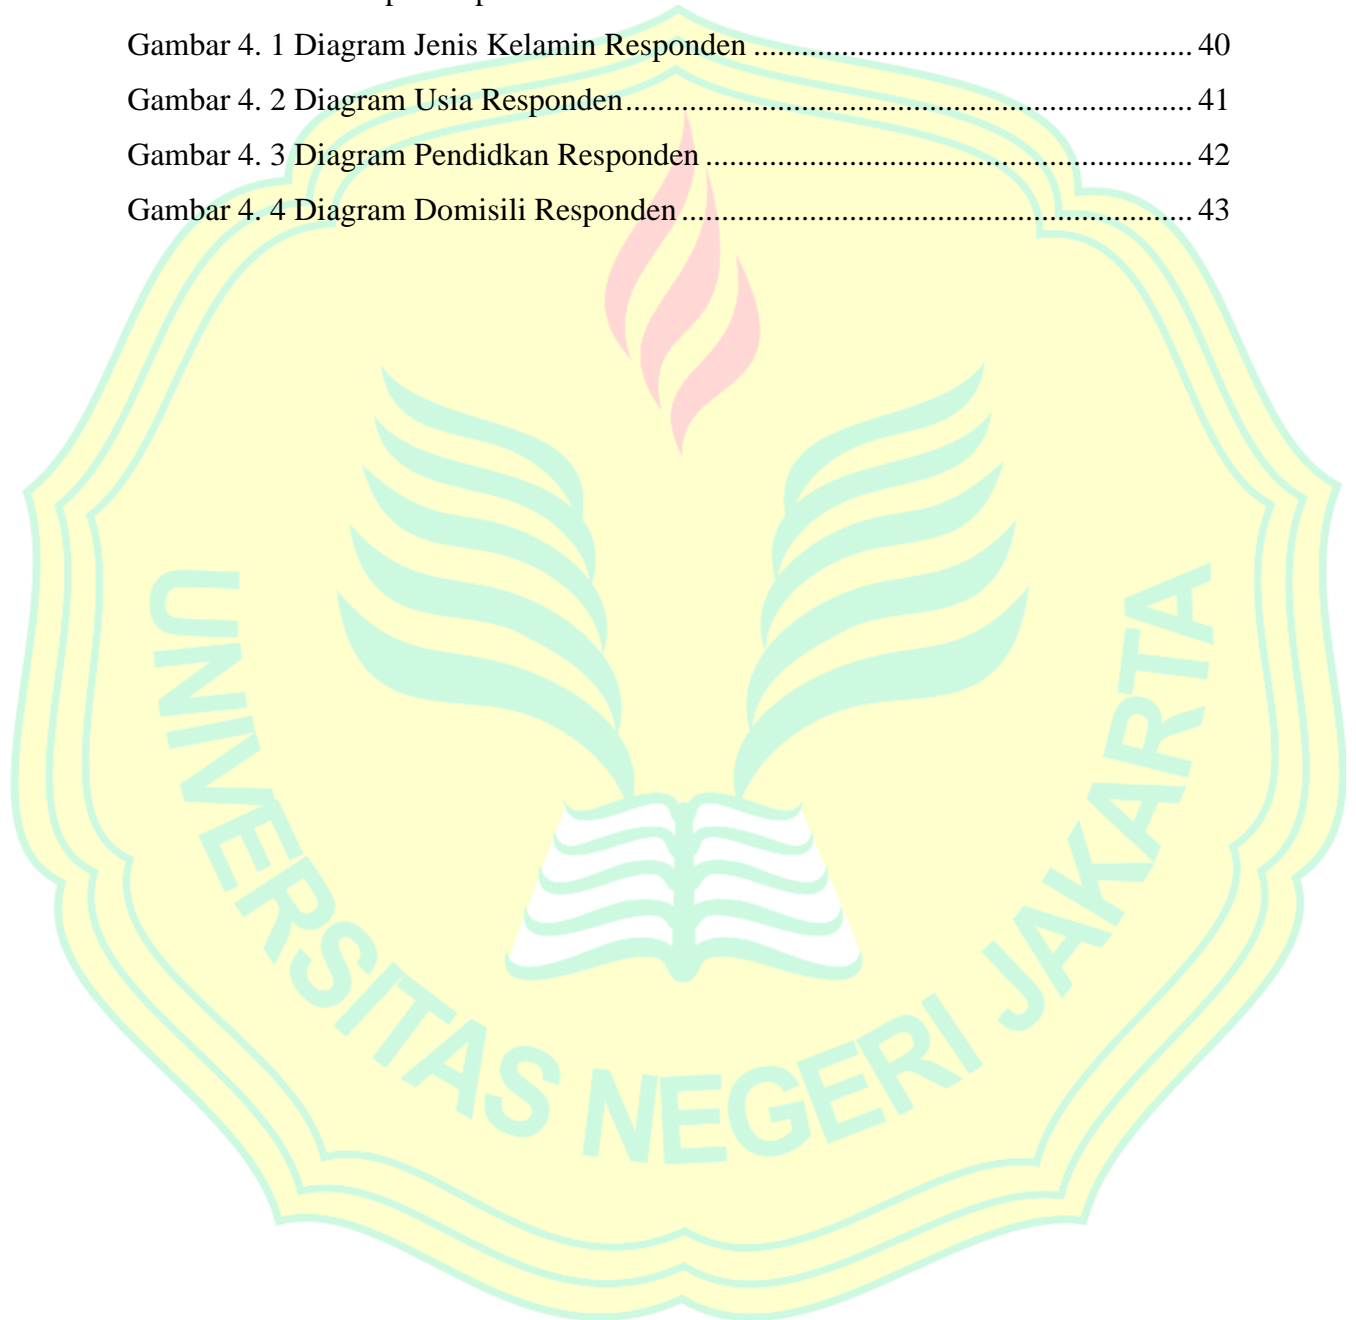 Gambar 4. 1 Diagram Jenis Kelamin Responden ........................................................ 40
Gambar 4. 2 Diagram Usia Responden........................................................................ 41
Gambar 4. 3 Diagram Pendidkan Responden .............................................................. 42
Gambar 4. 4 Diagram Domisili Responden ................................................................. 43
UNIVERSITAS NEGERI JAKARTA